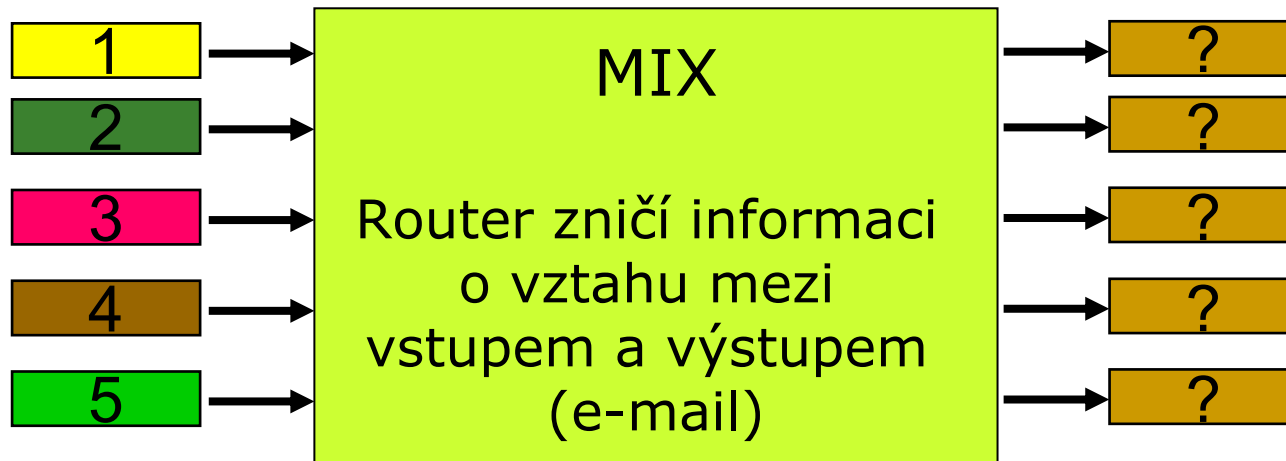 1
2
3
4
5
MIX
Router zničí informaci
o vztahu mezi
vstupem a výstupem
(e-mail)
?
?
?
?
?